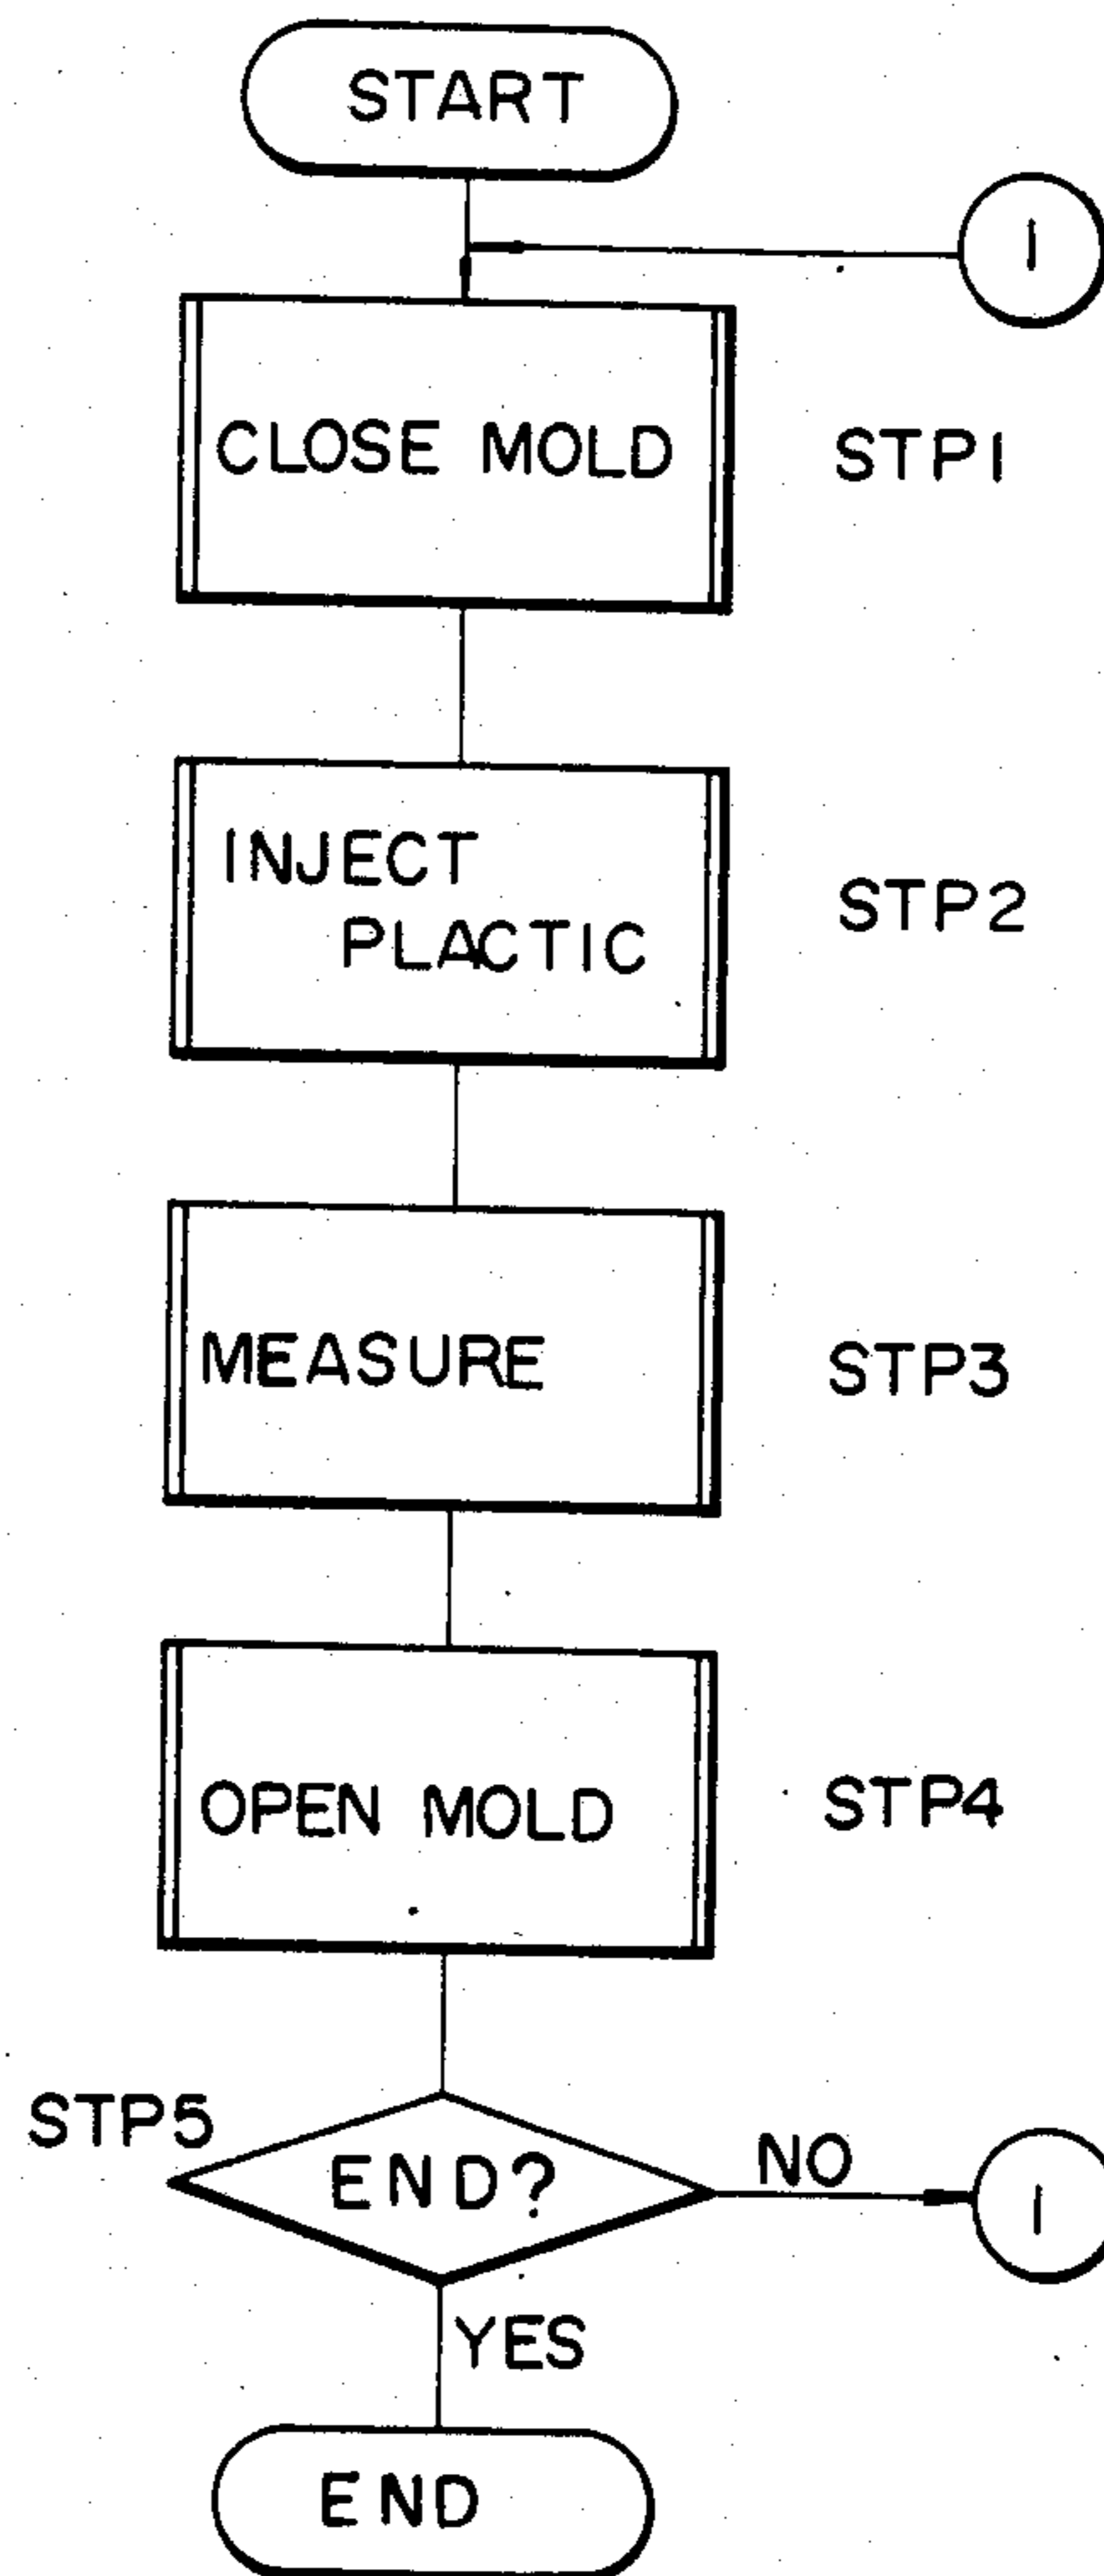 START
1
CLOSE MOLD
STP1
INJECT
PLACTIC
STP2
MEASURE
STP3
OPEN MOLD
STP4
STP5
END?
NO
1
YES
END